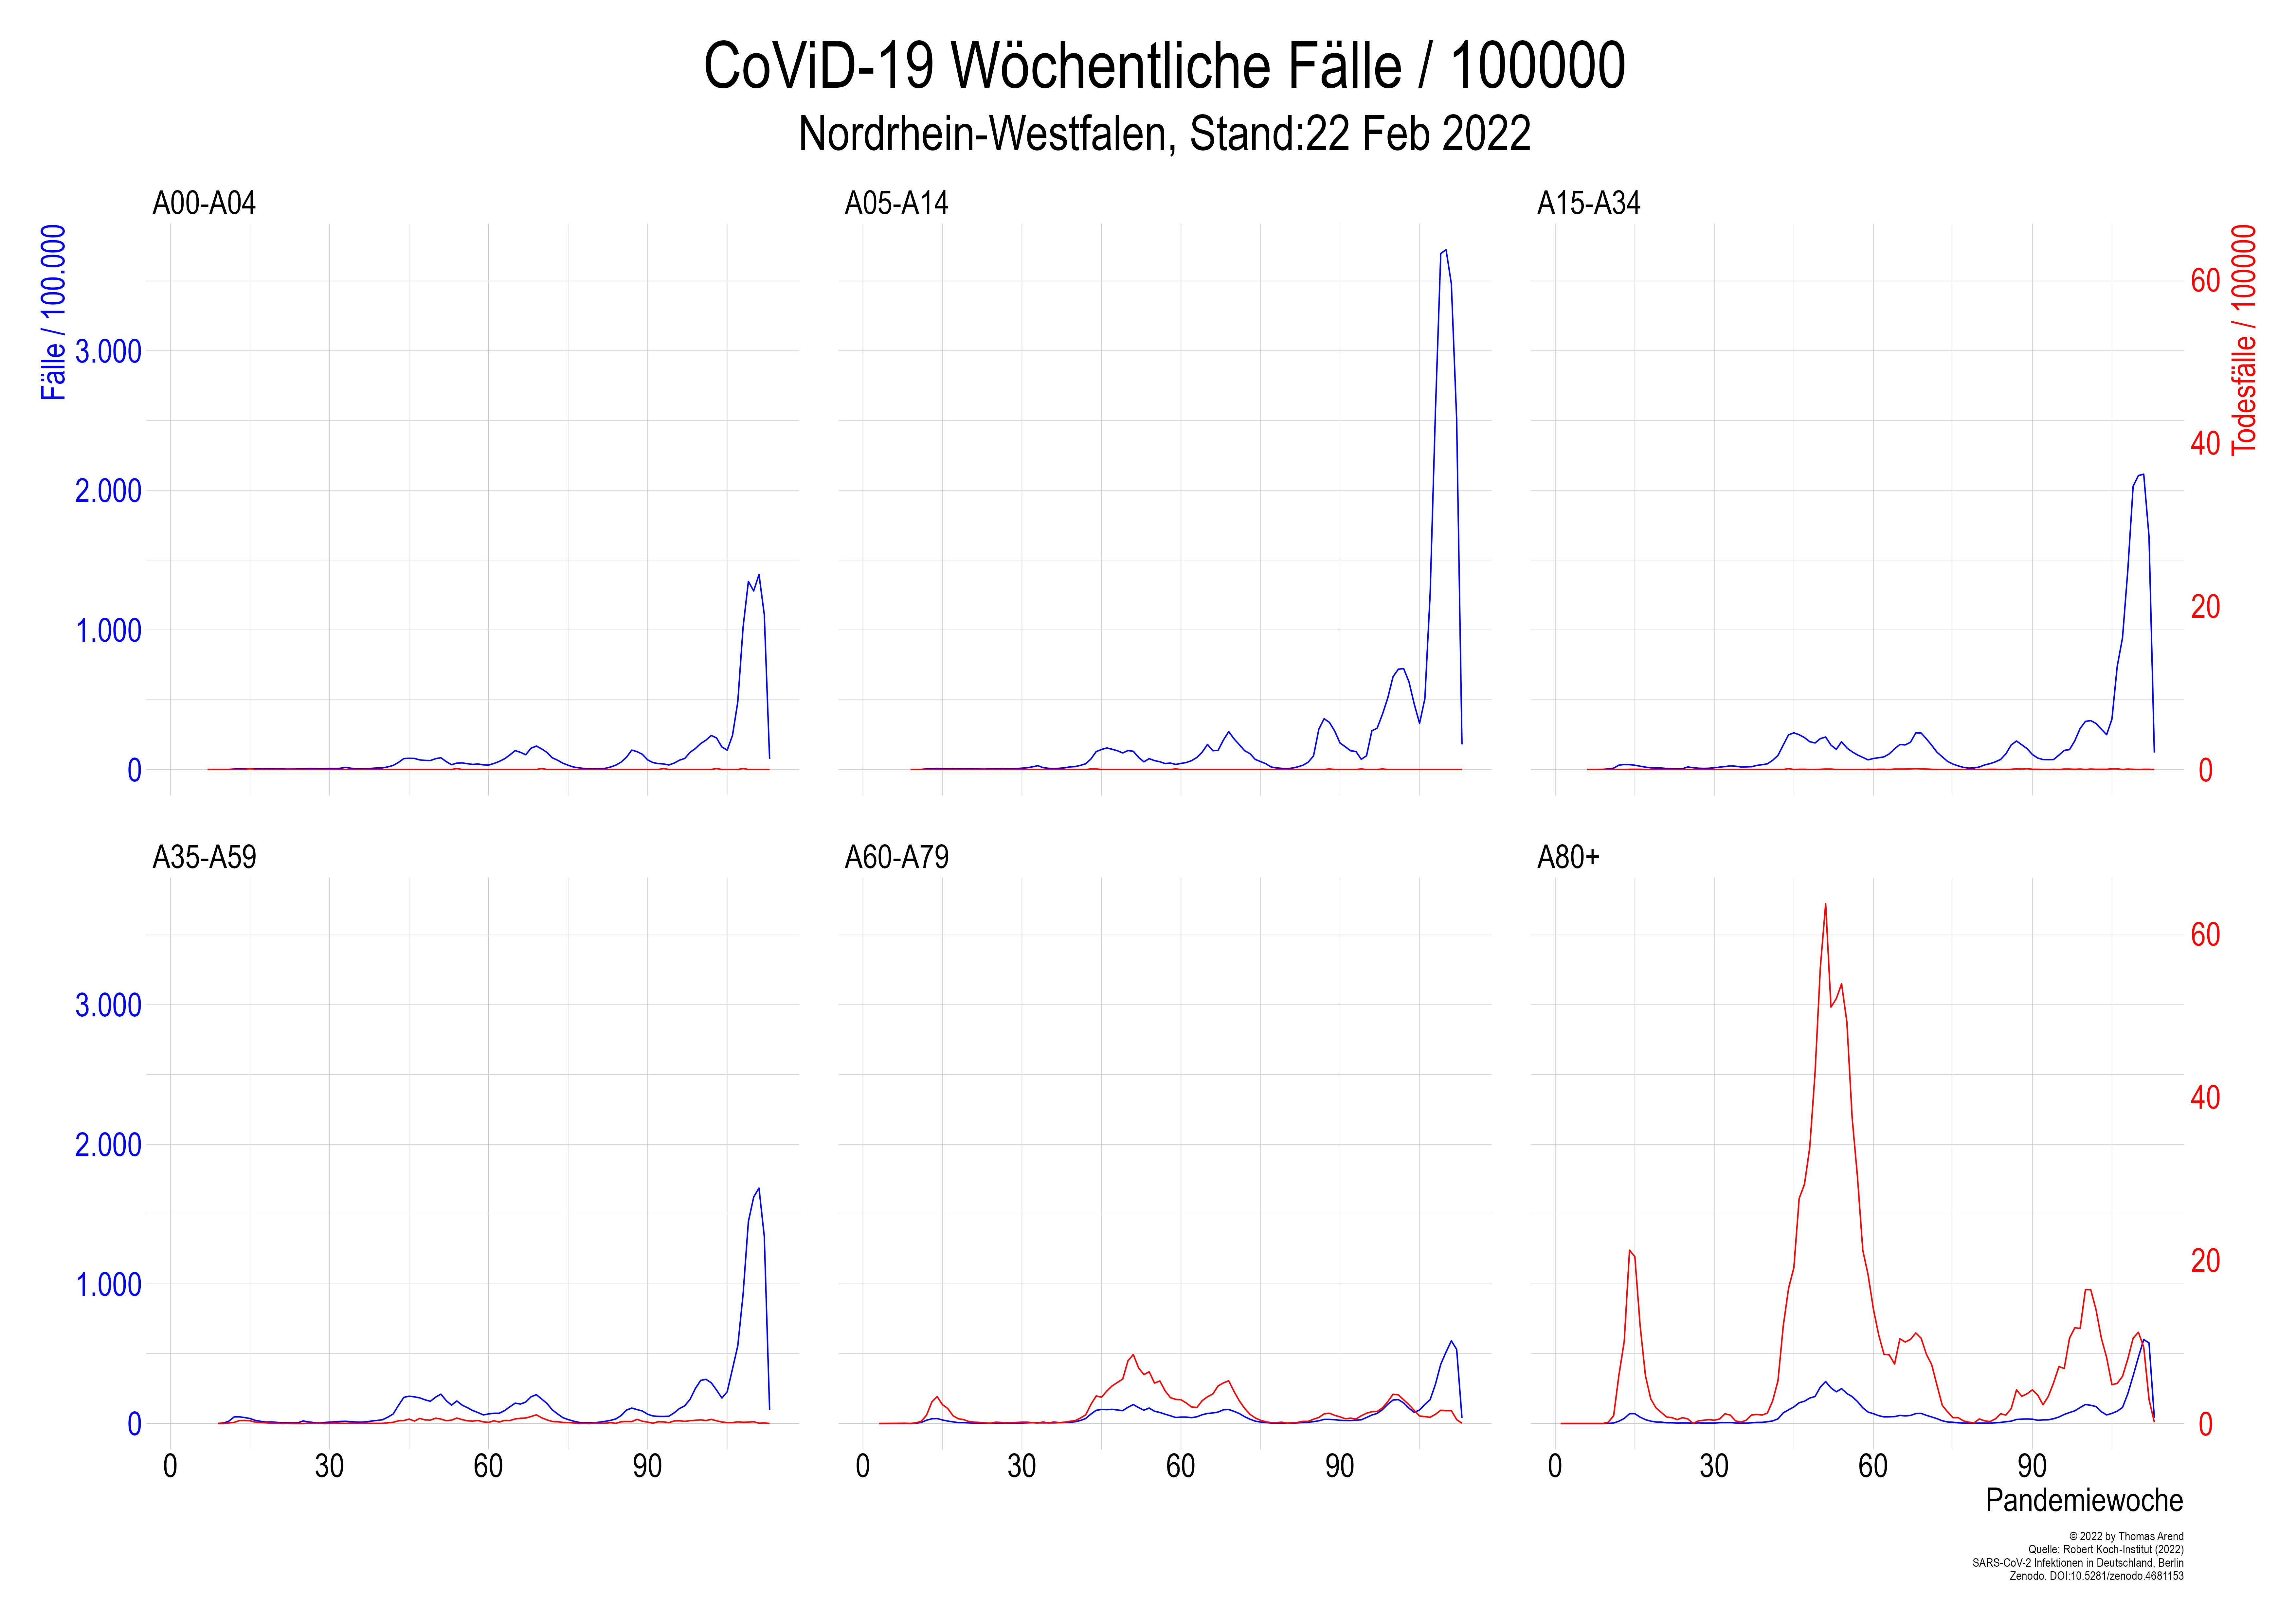 CoViD-19 Wöchentliche Fälle / 100000
Nordrhein-Westfalen, Stand:22 Feb 2022
A00-A04
A05-A14
A15-A34
Fälle / 100.000
3.000
2.000
1.000
0
60
40
20
0
Todesfälle / 100000
A35-A59
A60-A79
A80+
3.000
2.000
1.000
0
60
40
20
0
0 30 60 90
0 30 60 90
0 30 60 90
Pandemiewoche
© 2022 by Thomas Arend
Quelle: Robert Koch-Institut (2022)
SARS-CoV-2 Infektionen in Deutschland, Berlin
Zenodo. DOI:10.5281/zenodo.4681153